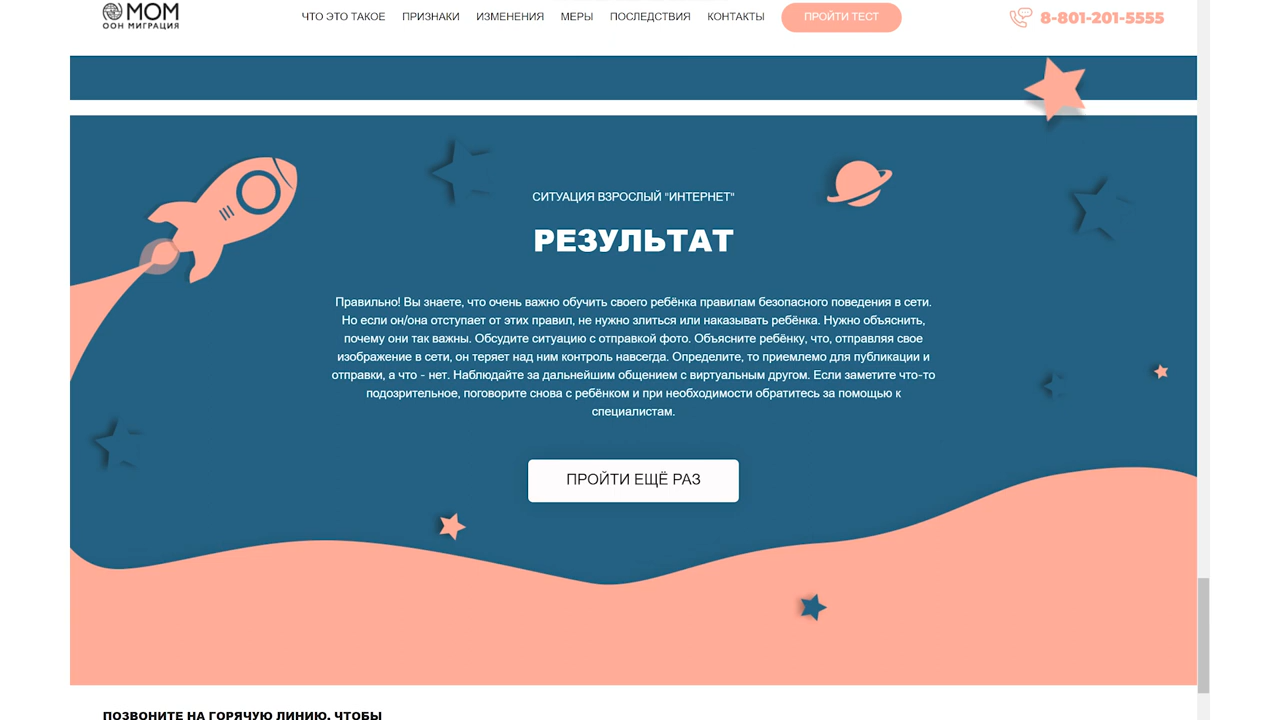 МОМ
ООН МИГРАЦИЯ
ЧТО ЭТО ТАКОЕ ПРИЗНАКИ ИЗМЕНЕНИЯ МЕРЫ ПОСЛЕДСТВИЯ КОНТАКТЫ ПРОЙТИ ТЕСТ 8-801-201-5555
СИТУАЦИЯ ВЗРОСЛЫЙ "ИНТЕРНЕТ"
РЕЗУЛЬТАТ
Правильно! Вы знаете, что очень важно обучить своего ребёнка правилам безопасного поведения в сети.
Но если он/она отступает от этих правил, не нужно злиться или наказывать ребёнка. Нужно объяснить,
почему они так важны. Обсудите ситуацию с отправкой фото. Объясните ребёнку, что, отправляя свое
изображение в сети, он теряет над ним контроль навсегда. Определите, то приемлемо для публикации и
отправки, а что - нет. Наблюдайте за дальнейшим общением с виртуальным другом. Если заметите что-то
подозрительное, поговорите снова с ребёнком и при необходимости обратитесь за помощью к
специалистам.
ПРОЙТИ ЕЩЁ РАЗ
ПОЗВОНИТЕ НА ГОРЯЧУЮ ЛИНИЮ, ЧТОБЫ